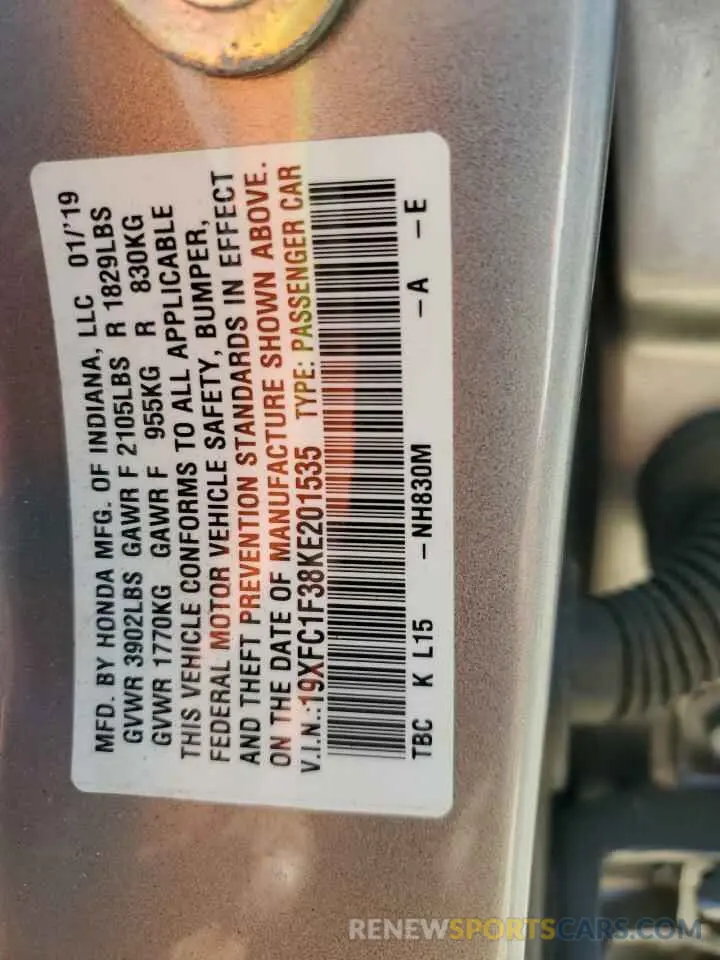 MFD. BY HONDA MFG. OF INDIANA, LLC 01/'19
GVWR 3902LBS GAWR F 2105LBS R 1829LBS
GVWR 1770KG GAWR F 955KG R 830KG
THIS VEHICLE CONFORMS TO ALL APPLICABLE
FEDERAL MOTOR VEHICLE SAFETY, BUMPER,
AND THEFT PREVENTION STANDARDS IN EFFECT
ON THE DATE OF MANUFACTURE SHOWN ABOVE.
V.I.N.:19XFC1F38KE201535 TYPE: PASSENGER CAR
TBC K L15 -NH830M -A -E
RENEWSPORTSCARS.COM